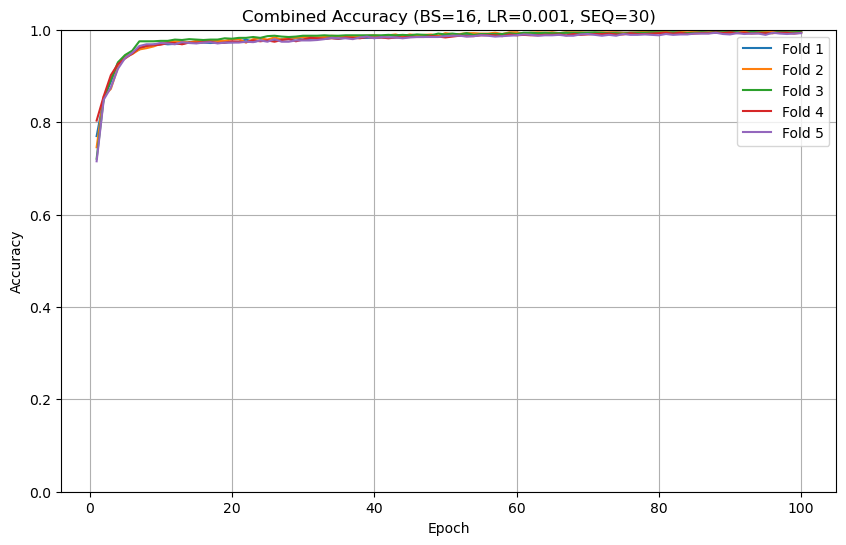 Combined Accuracy (BS=16, LR=0.001, SEQ=30)
1.0
0.8
0.6
0.4
0.2
0.0
Accuracy
Fold 1
Fold 2
Fold 3
Fold 4
Fold 5
0 20 40 60 80 100
Epoch